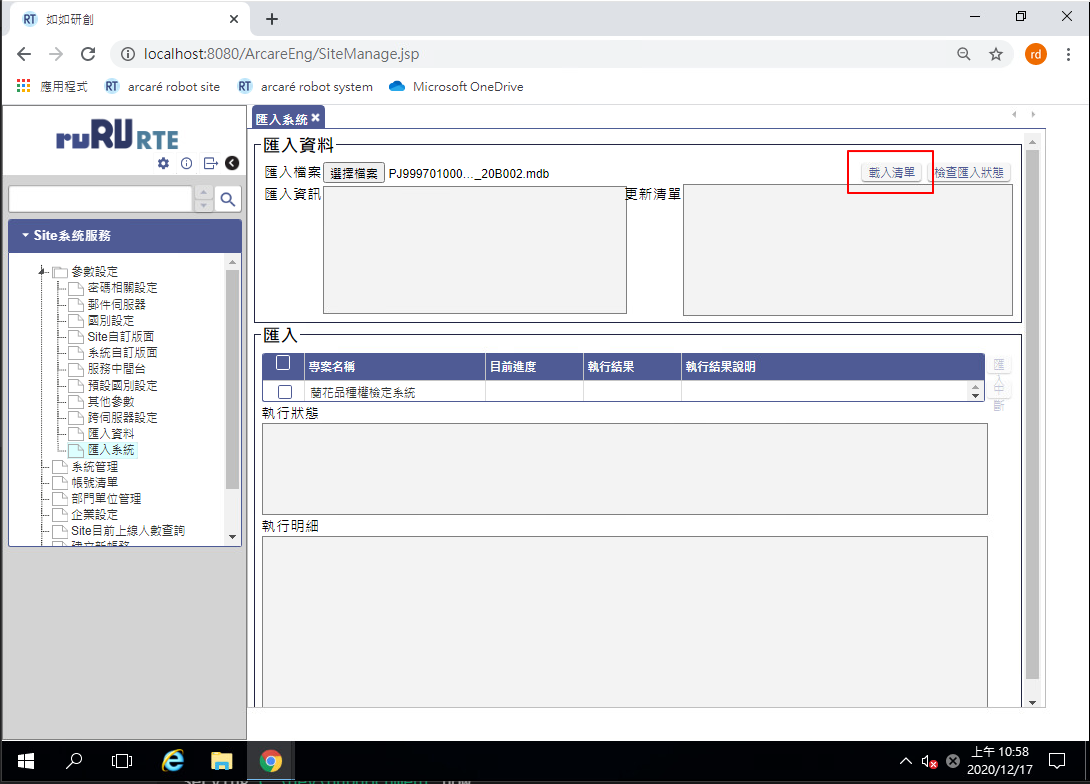 RT 如如研創
localhost:8080/ArcareEng/SiteManage.jsp
rd
應用程式 RT arcaré robot site RT arcaré robot system Microsoft OneDrive
ruRU RTE
匯入系統
匯入資料
匯入檔案 選擇檔案 PJ999701000…_20B002.mdb 載入清單 檢查匯入狀態
匯入資訊 更新清單
Site系統服務
參數設定
密碼相關設定
郵件伺服器
國別設定
Site自訂版面
系統自訂版面
服務中間台
預設國別設定
其他參數
跨伺服器設定
匯入資料
匯入系統
系統管理
帳號清單
部門單位管理
企業設定
Site目前上線人數查詢
匯入
專案名稱 目前進度 執行結果 執行結果說明
蘭花品種權檢定系統
執行狀態
執行明細
上午 10:58
2020/12/17